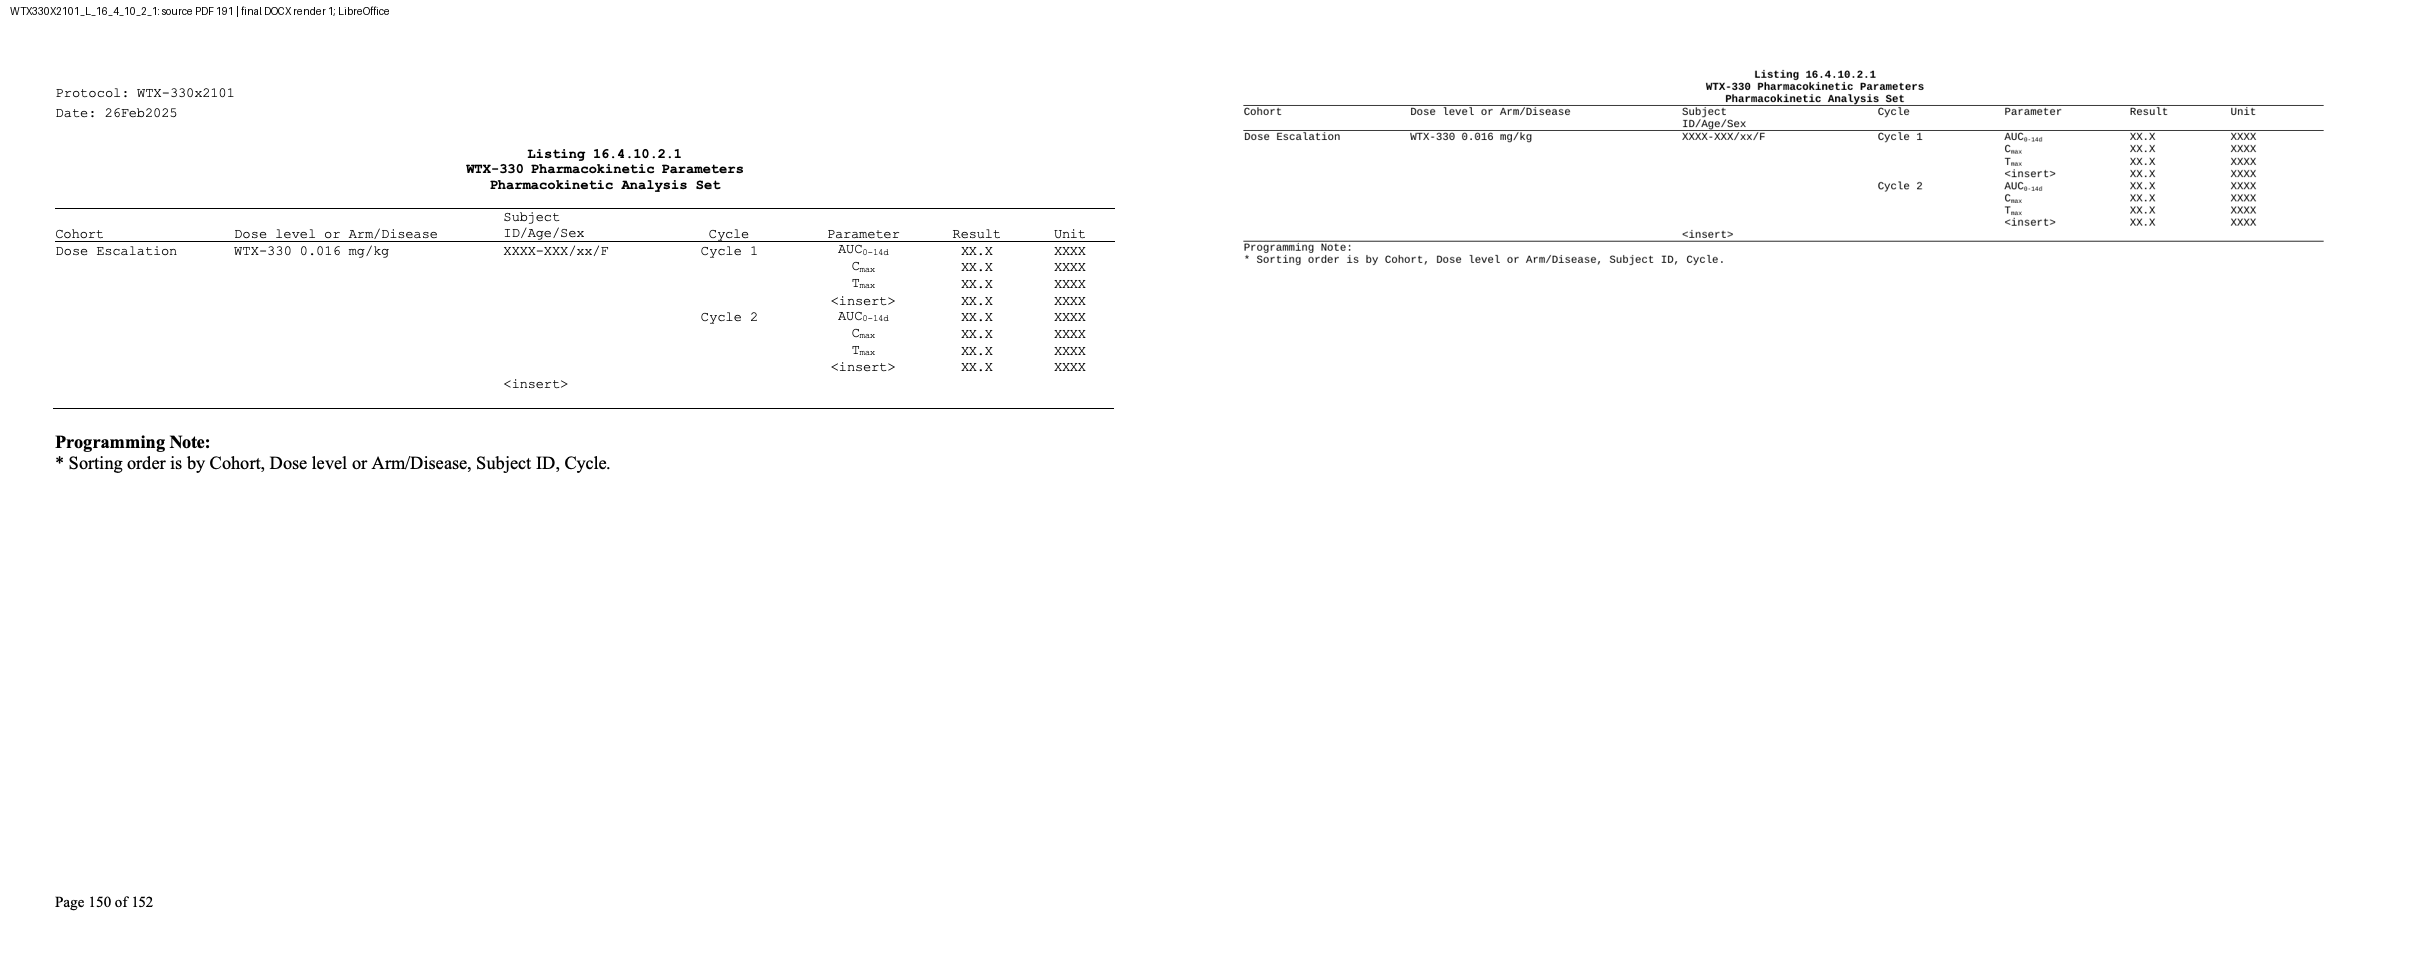 WTX330X2101_L_16_4_10_2_1: source PDF 191 | final DOCX render 1; LibreOffice
Protocol: WTX-330x2101
Date: 26Feb2025
Listing 16.4.10.2.1
WTX-330 Pharmacokinetic Parameters
Pharmacokinetic Analysis Set
Subject
Cohort Dose level or Arm/Disease ID/Age/Sex Cycle Parameter Result Unit
Dose Escalation WTX-330 0.016 mg/kg XXXX-XXX/xx/F Cycle 1 AUC0-14d XX.X XXXX
Cmax XX.X XXXX
Tmax XX.X XXXX
<insert> XX.X XXXX
Cycle 2 AUC0-14d XX.X XXXX
Cmax XX.X XXXX
Tmax XX.X XXXX
<insert> XX.X XXXX
<insert>
Programming Note:
* Sorting order is by Cohort, Dose level or Arm/Disease, Subject ID, Cycle.
Page 150 of 152
Listing 16.4.10.2.1
WTX-330 Pharmacokinetic Parameters
Pharmacokinetic Analysis Set
Cohort Dose level or Arm/Disease Subject Cycle Parameter Result Unit
ID/Age/Sex
Dose Escalation WTX-330 0.016 mg/kg XXXX-XXX/xx/F Cycle 1 AUC0-14d XX.X XXXX
Cmax XX.X XXXX
Tmax XX.X XXXX
<insert> XX.X XXXX
Cycle 2 AUC0-14d XX.X XXXX
Cmax XX.X XXXX
Tmax XX.X XXXX
<insert> XX.X XXXX
<insert>
Programming Note:
* Sorting order is by Cohort, Dose level or Arm/Disease, Subject ID, Cycle.